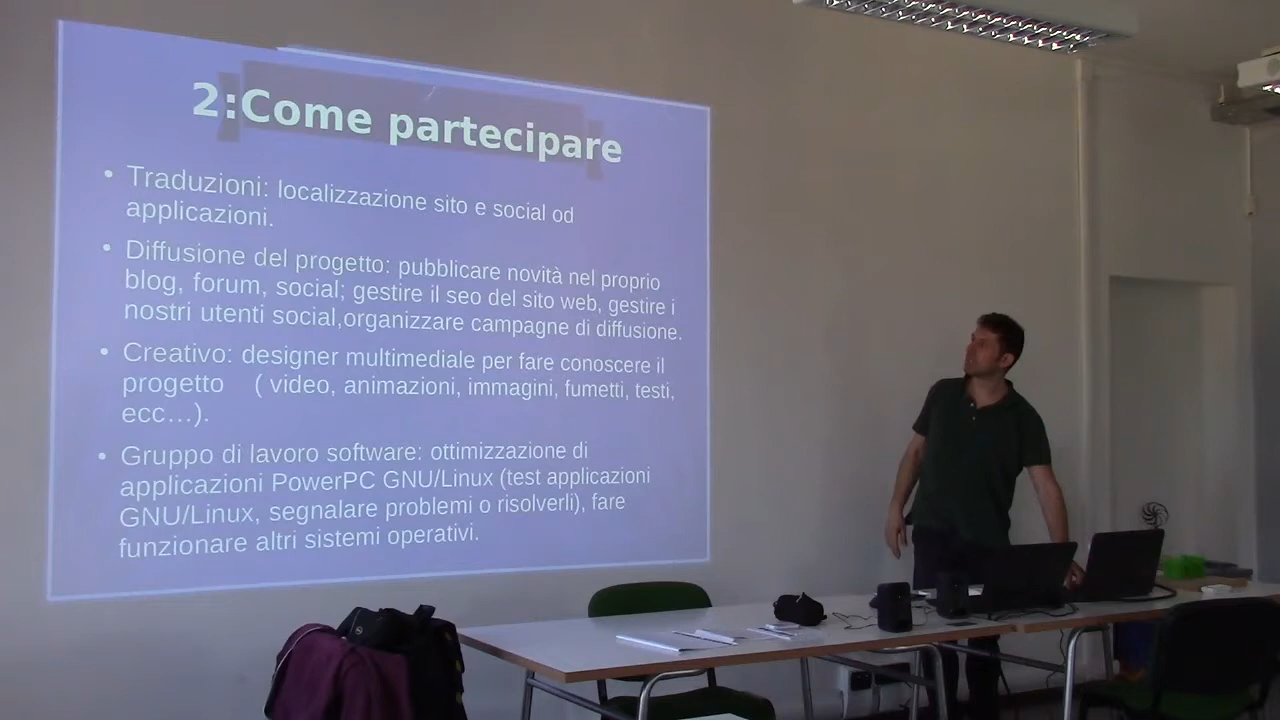 2:Come partecipare
• Traduzioni: localizzazione sito e social od
applicazioni.
• Diffusione del progetto: pubblicare novità nel proprio
blog, forum, social; gestire il seo del sito web, gestire i
nostri utenti social,organizzare campagne di diffusione.
• Creativo: designer multimediale per fare conoscere il
progetto ( video, animazioni, immagini, fumetti, testi,
ecc…).
• Gruppo di lavoro software: ottimizzazione di
applicazioni PowerPC GNU/Linux (test applicazioni
GNU/Linux, segnalare problemi o risolverli), fare
funzionare altri sistemi operativi.